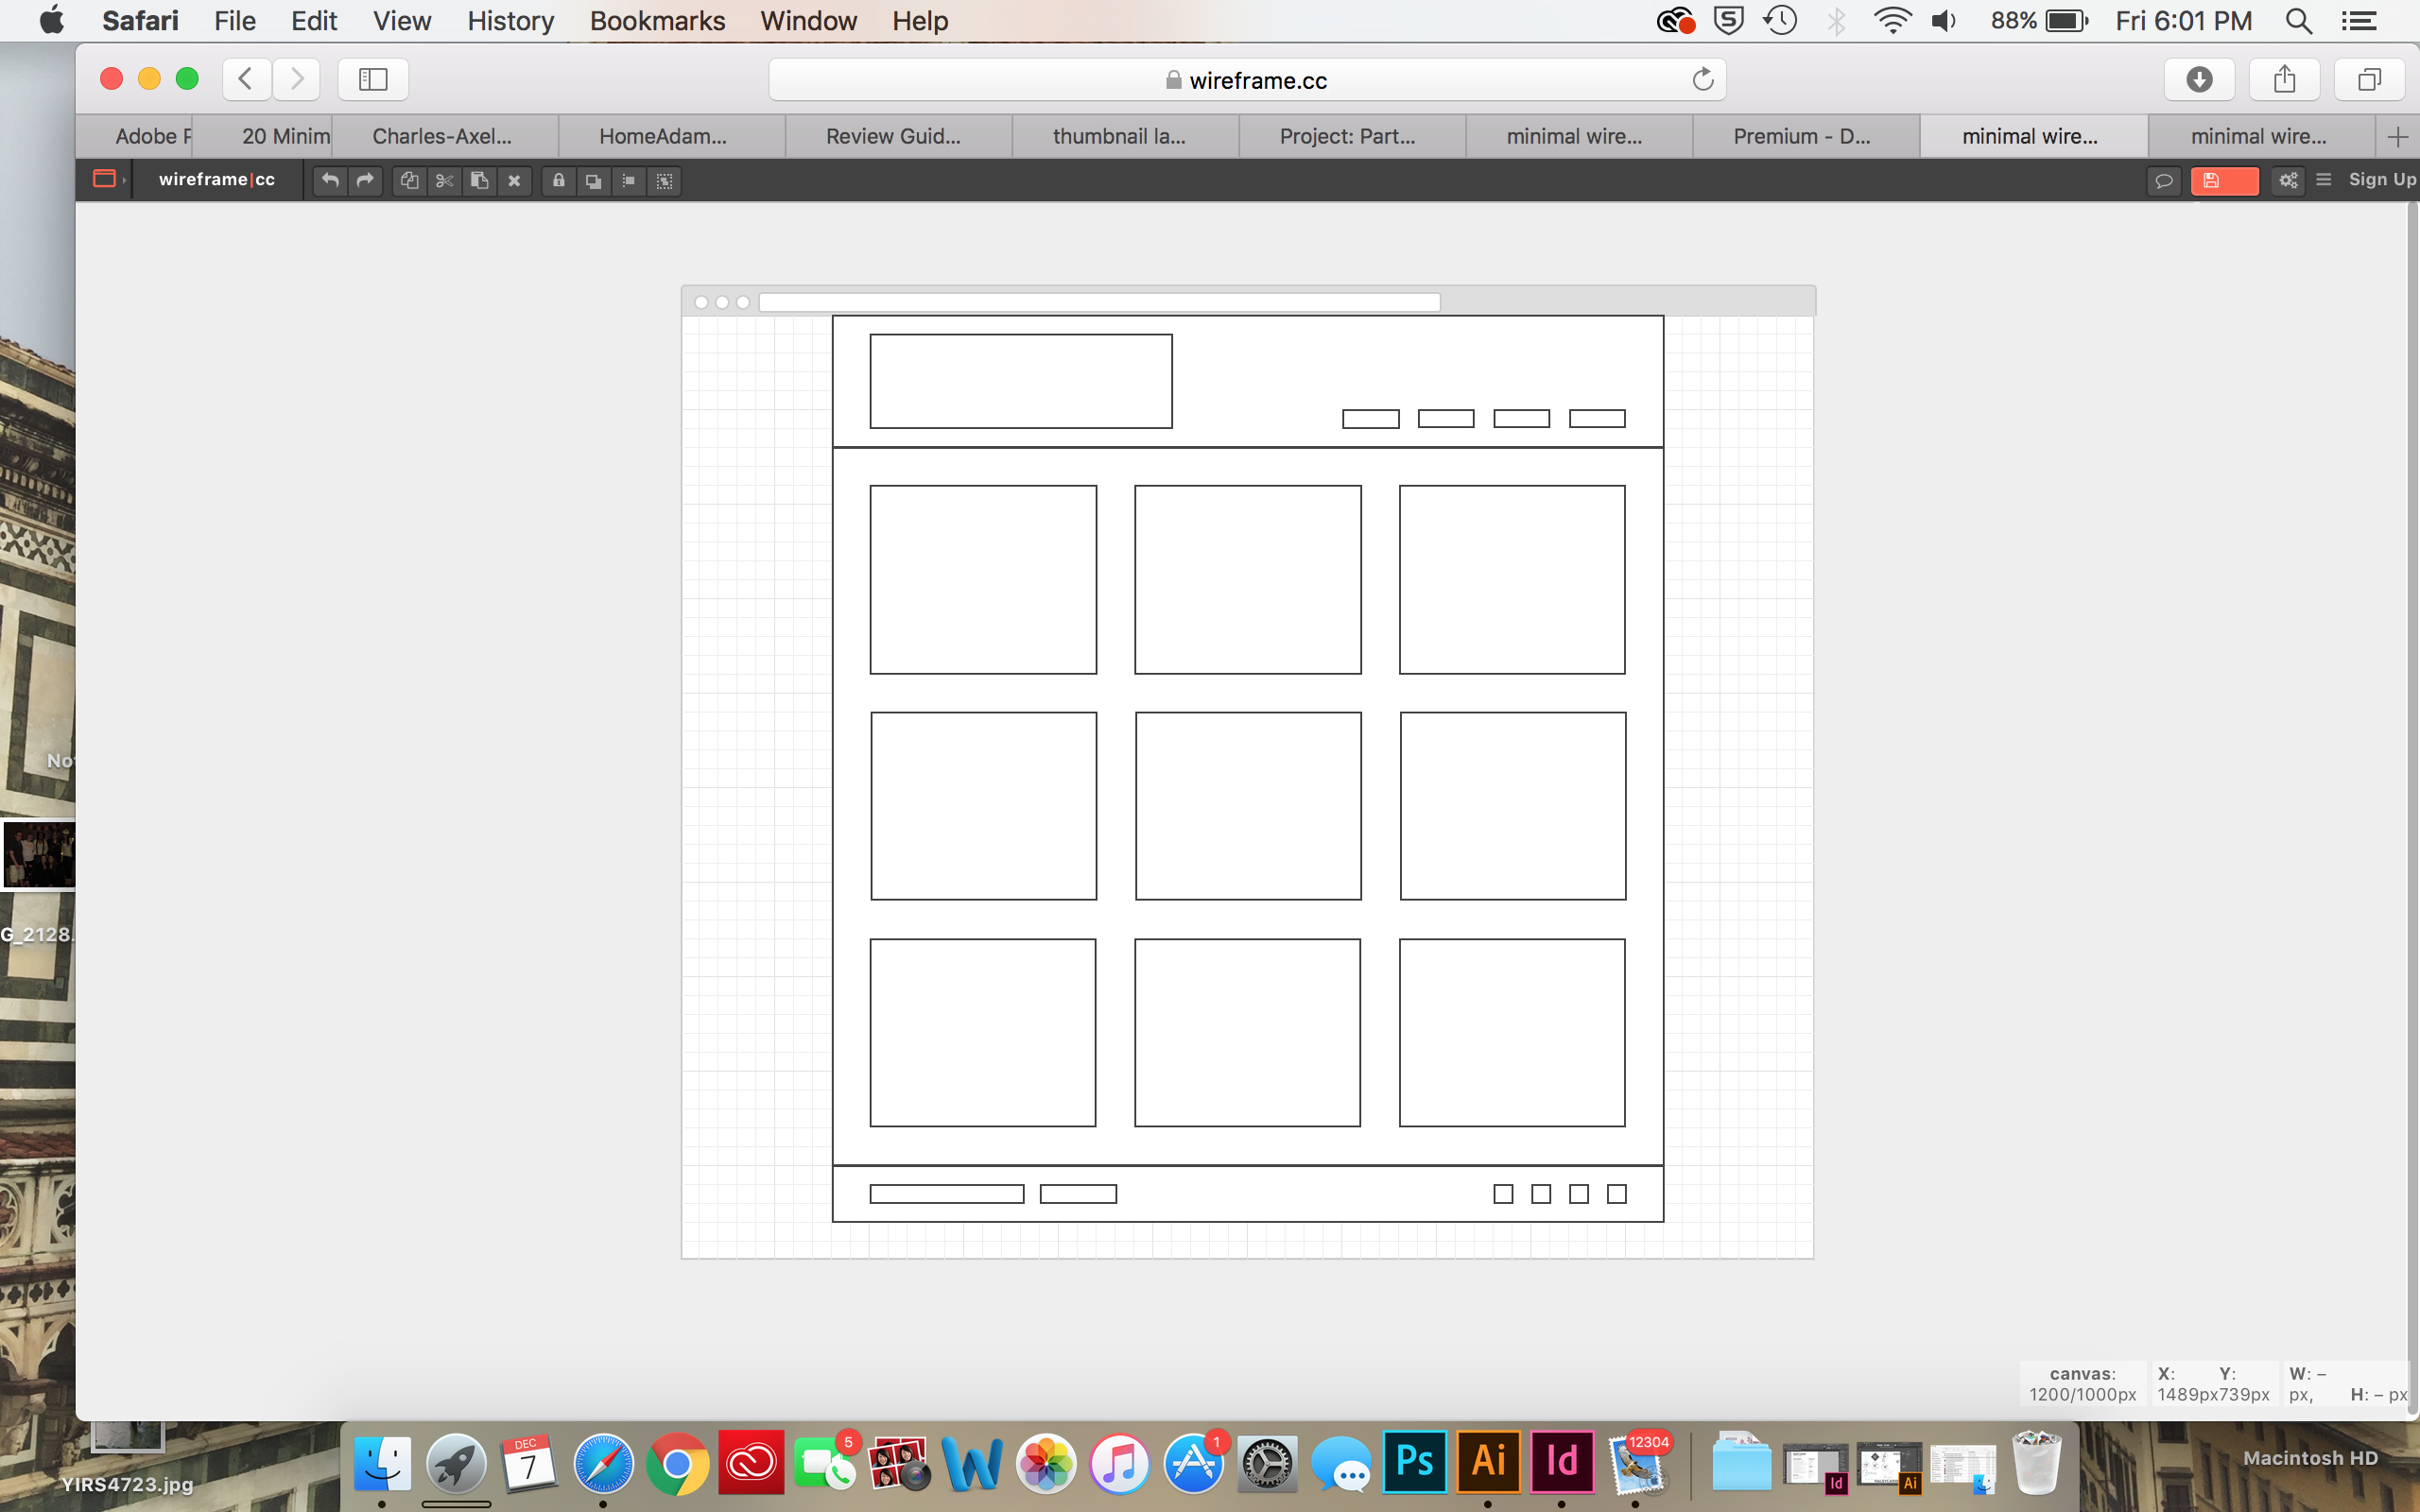 Safari File Edit View History Bookmarks Window Help 88% Fri 6:01 PM
wireframe.cc
Adobe P 20 Minim Charles-Axel... HomeAdam... Review Guid... thumbnail la... Project: Part... minimal wire... Premium - D... minimal wire... minimal wire...
wireframe|cc Sign Up
No
G_2128.
canvas: X: Y: W: –
1200/1000px 1489px739px px, H: – px
DEC
7
5
1
12304
Ps Ai Id
Id Ai
YIRS4723.jpg
Macintosh HD